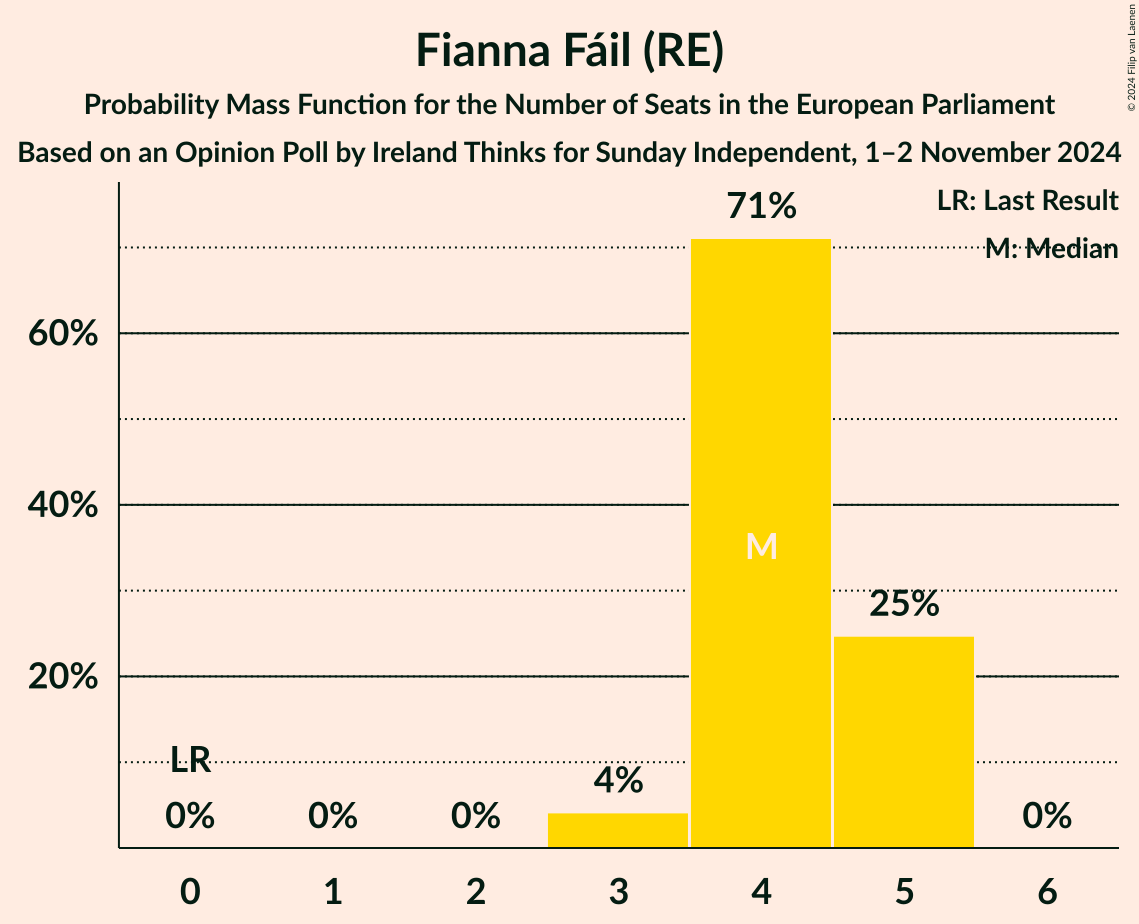 Fianna Fáil (RE)
Probability Mass Function for the Number of Seats in the European Parliament
Based on an Opinion Poll by Ireland Thinks for Sunday Independent, 1–2 November 2024
© 2024 Filip van Laenen
LR: Last Result
M: Median
71%
60%
40%
M
25%
20%
LR
4%
0%
0%
0%
0%
0
1
2
3
4
5
6